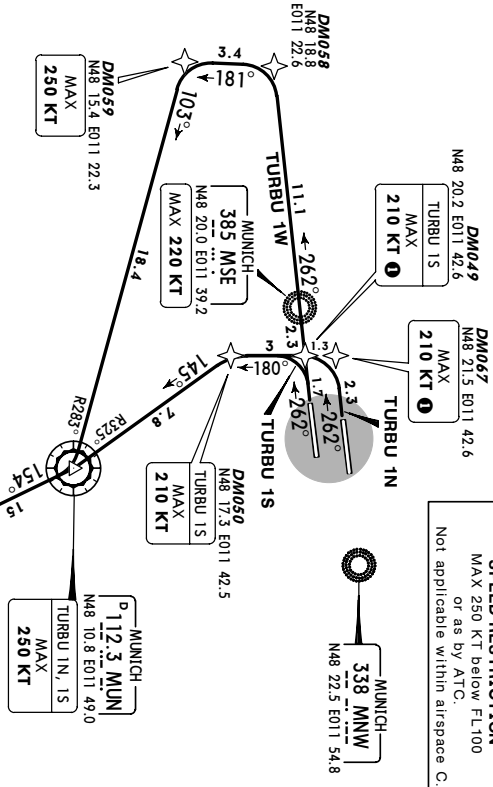 SPEED RESTRICTION
MAX 250 KT below FL100
or as by ATC.
Not applicable within airspace C.
DM058
N48 18.8
E011 22.6
3.4
181°
DM059
N48 15.4 E011 22.3
MAX
250 KT
103°
18.4
TURBU 1W
11.1
262°
MUNICH
385 MSE
N48 20.0 E011 39.2
MAX 220 KT
2.3
DM049
N48 20.2 E011 42.6
TURBU 1S
MAX
210 KT 1
DM067
N48 21.5 E011 42.6
MAX
210 KT 1
1.3
2.3
262°
TURBU 1N
1.7
262°
TURBU 1S
3
180°
DM050
N48 17.3 E011 42.5
TURBU 1S
MAX
210 KT
145°
7.8
R325°
R283°
154°
15
MUNICH
D 112.3 MUN
N48 10.8 E011 49.0
TURBU 1N, 1S
MAX
250 KT
MUNICH
338 MNW
N48 22.5 E011 54.8